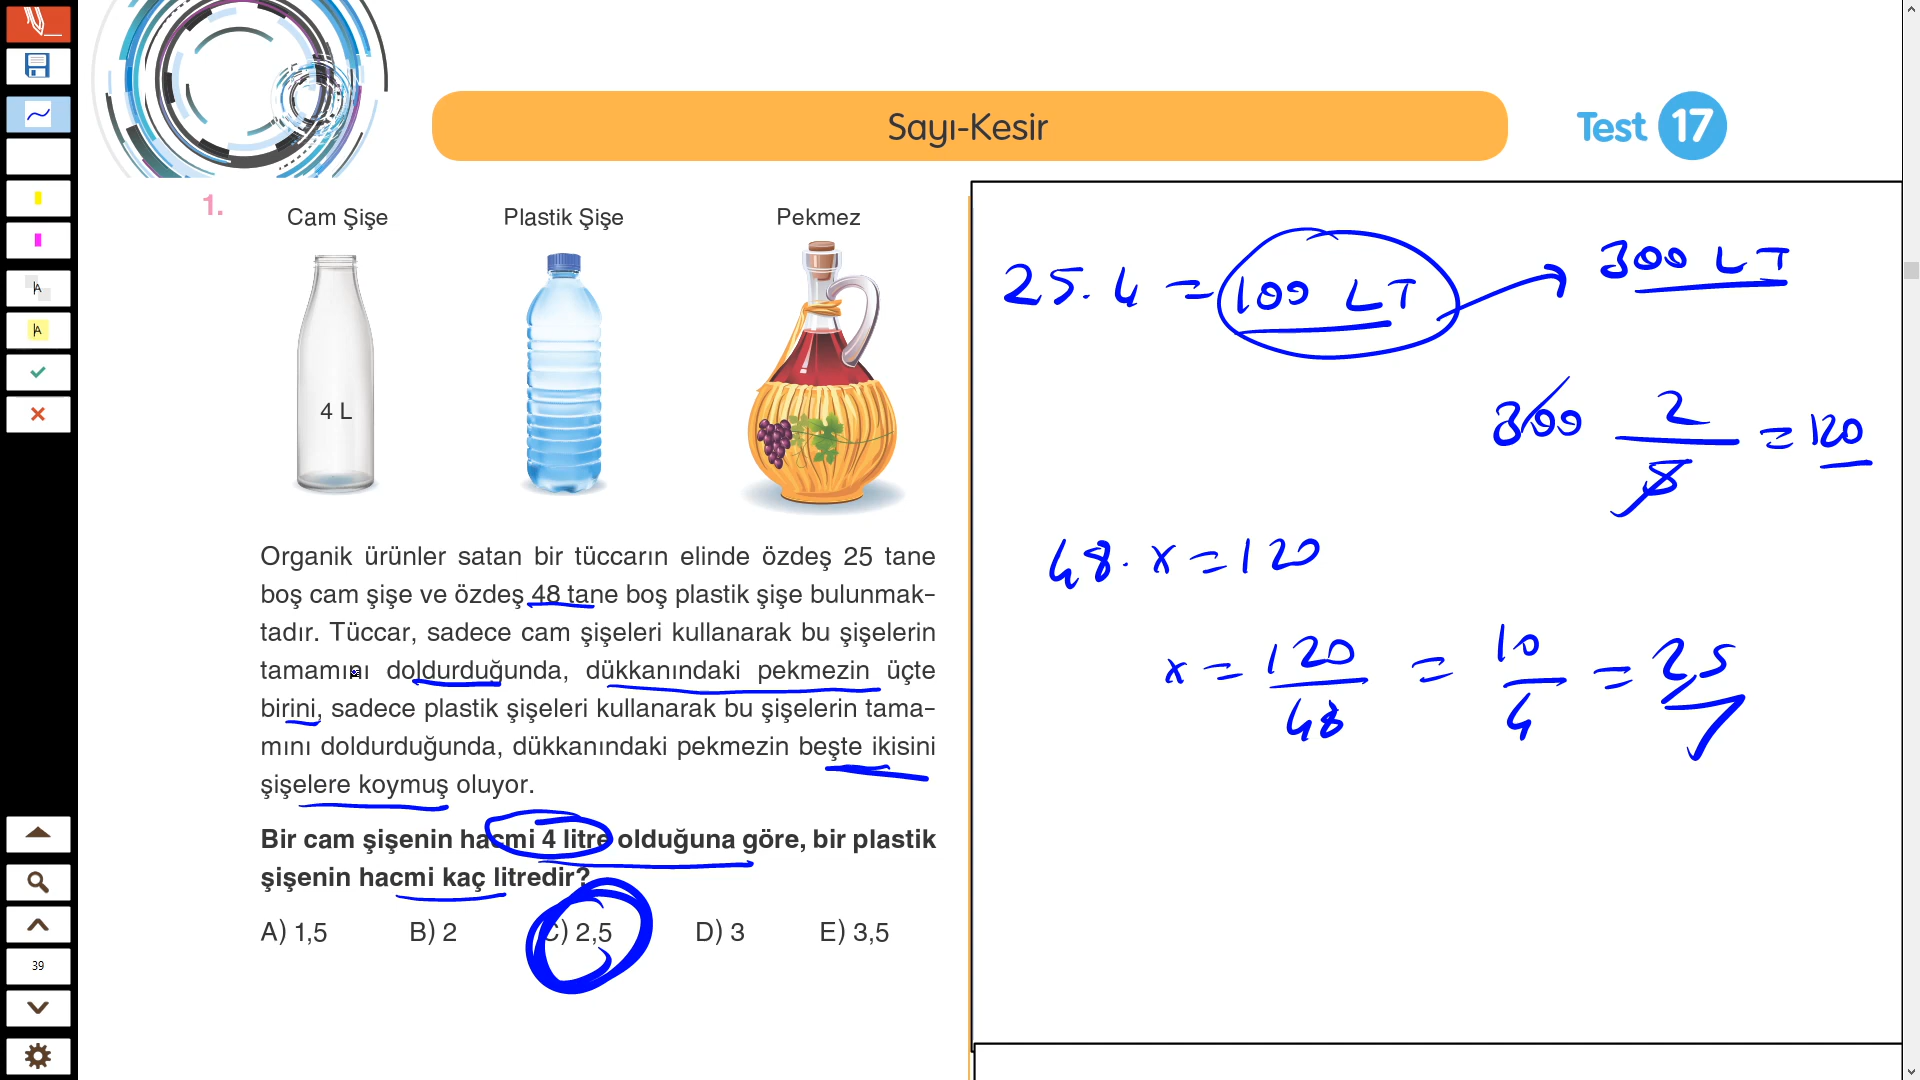 Sayı-Kesir
Test 17
1.
Cam Şişe Plastik Şişe Pekmez
4 L
Organik ürünler satan bir tüccarın elinde özdeş 25 tane
boş cam şişe ve özdeş 48 tane boş plastik şişe bulunmak-
tadır. Tüccar, sadece cam şişeleri kullanarak bu şişelerin
tamamını doldurduğunda, dükkanındaki pekmezin üçte
birini, sadece plastik şişeleri kullanarak bu şişelerin tama-
mını doldurduğunda, dükkanındaki pekmezin beşte ikisini
şişelere koymuş oluyor.
Bir cam şişenin hacmi 4 litre olduğuna göre, bir plastik
şişenin hacmi kaç litredir?
A) 1,5 B) 2 C) 2,5 D) 3 E) 3,5
25.4 = 100 LT → 300 LT
300 2/5 = 120
48.x = 120
x = 120/48 = 10/4 = 2,5
A
A
39